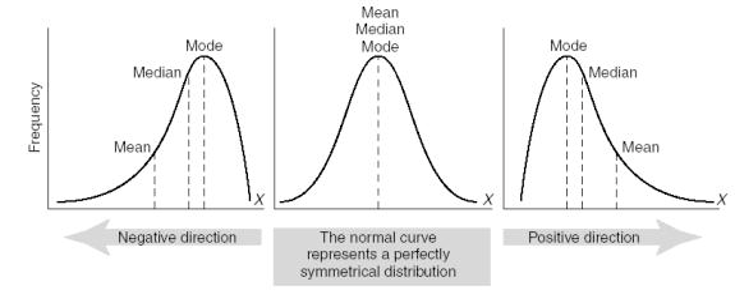 Frequency
Mode
Median
Mean
X
Negative direction
Mean
Median
Mode
X
The normal curve
represents a perfectly
symmetrical distribution
Mode
Median
Mean
X
Positive direction